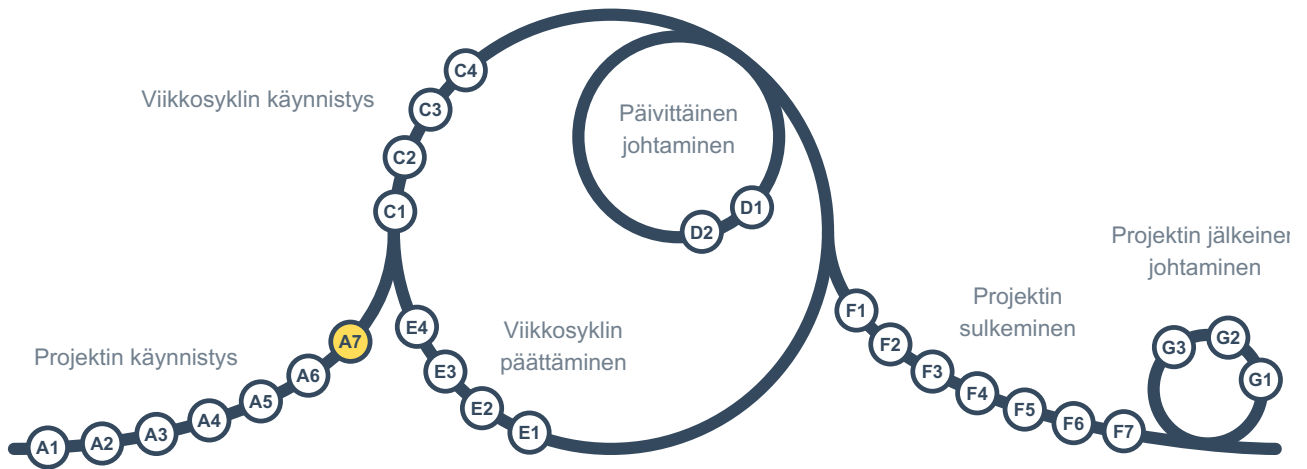 Viikkosyklin käynnistys
C4
C3
C2
C1
Päivittäinen
johtaminen
D1
D2
Projektin käynnistys
A1
A2
A3
A4
A5
A6
A7
Viikkosyklin
päättäminen
E4
E3
E2
E1
Projektin
sulkeminen
F1
F2
F3
F4
F5
F6
F7
Projektin jälkeinen
johtaminen
G3
G2
G1